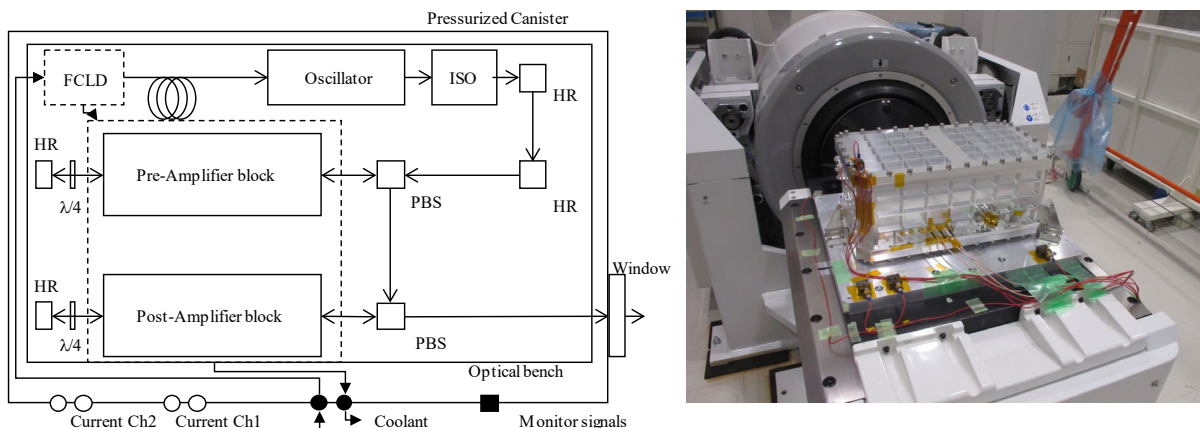 Pressurized Canister
FCLD
Oscillator
ISO
HR
HR
Pre-Amplifier block
λ/4
PBS
HR
Window
HR
Post-Amplifier block
λ/4
PBS
Optical bench
Current Ch2
Current Ch1
Coolant
Monitor signals